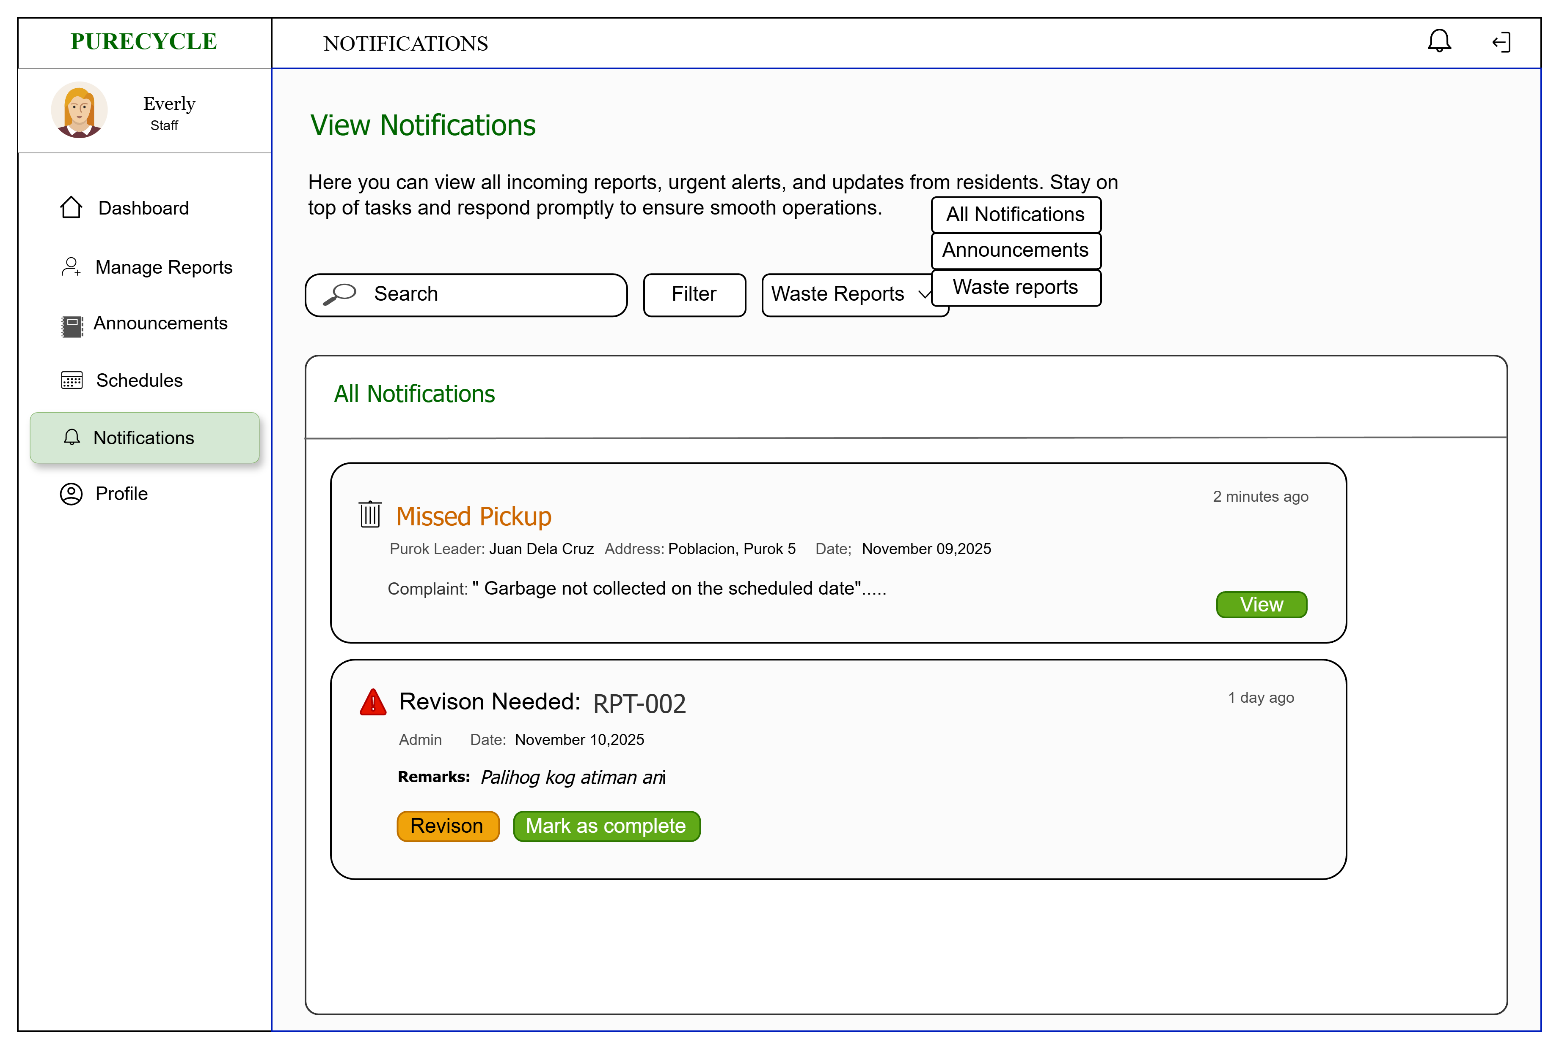 PURECYCLE
NOTIFICATIONS
Everly
Staff
Dashboard
Manage Reports
Announcements
Schedules
Notifications
Profile
View Notifications
Here you can view all incoming reports, urgent alerts, and updates from residents. Stay on
top of tasks and respond promptly to ensure smooth operations.
All Notifications
Announcements
Waste reports
Search
Filter
Waste Reports
All Notifications
Missed Pickup
2 minutes ago
Purok Leader: Juan Dela Cruz Address: Poblacion, Purok 5 Date; November 09,2025
Complaint: " Garbage not collected on the scheduled date".....
View
Revison Needed: RPT-002
1 day ago
Admin Date: November 10,2025
Remarks: Palihog kog atiman ani
Revison Mark as complete